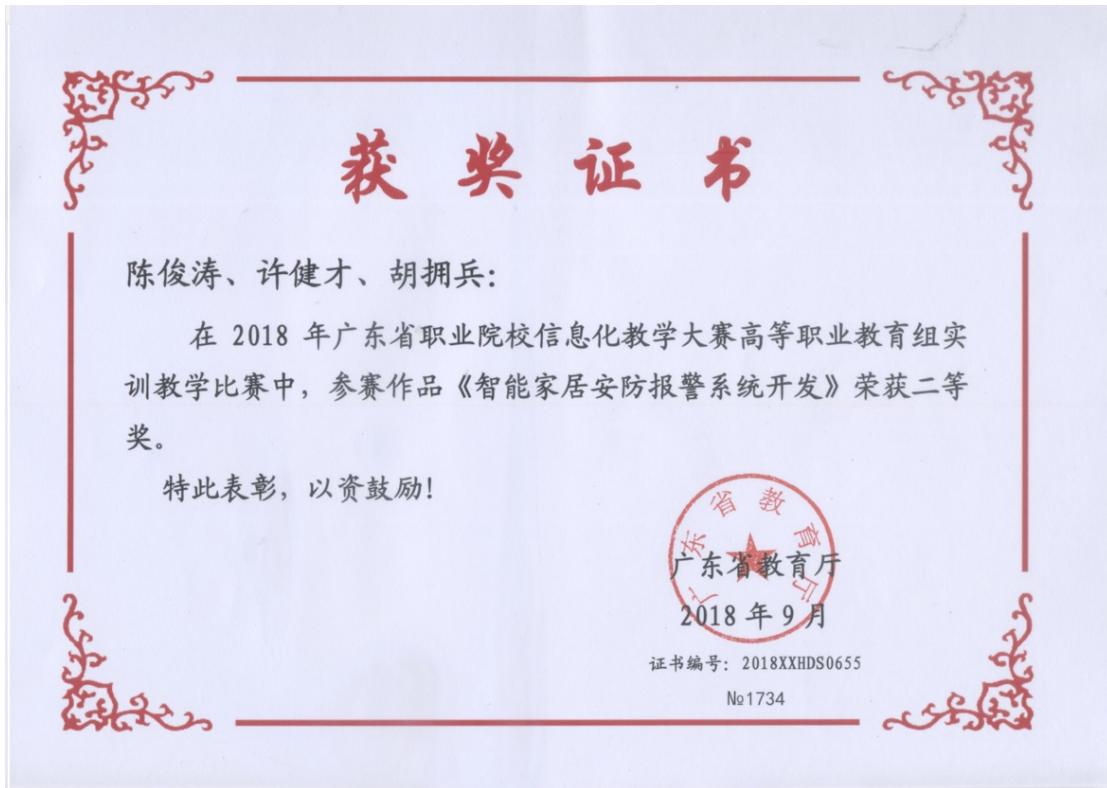 获奖证书
陈俊涛、许健才、胡拥兵：
在 2018 年广东省职业院校信息化教学大赛高等职业教育组实
训教学比赛中，参赛作品《智能家居安防报警系统开发》荣获二等
奖。
特此表彰，以资鼓励！
广东省教育厅
广东省教育厅
2018 年 9 月
证书编号：2018XXHDS0655
№1734